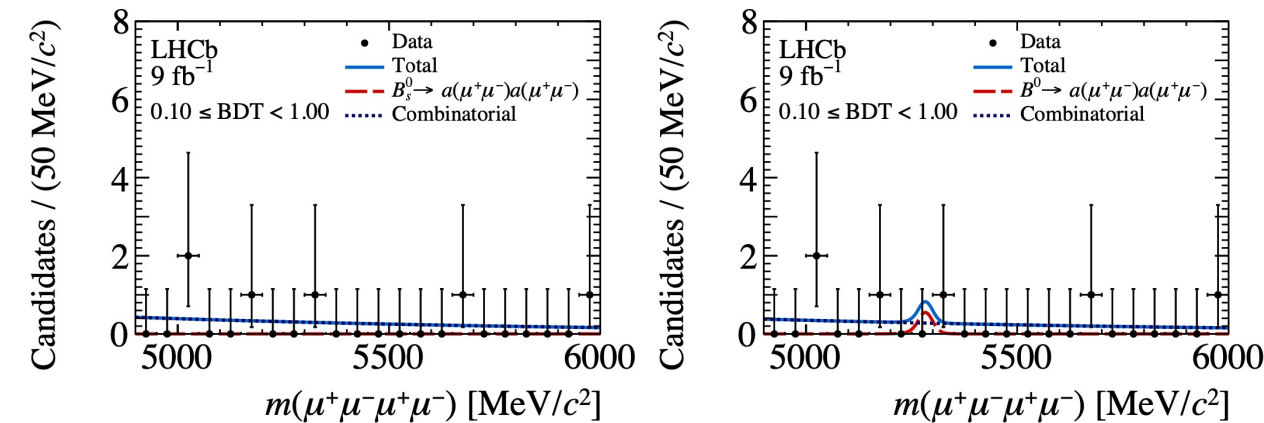 Candidates / (50 MeV/c²)
8
6
4
2
0
LHCb
9 fb⁻¹
0.10 ≤ BDT < 1.00
Data
Total
B⁰ₛ→ a(μ⁺μ⁻)a(μ⁺μ⁻)
Combinatorial
5000 5500 6000
m(μ⁺μ⁻μ⁺μ⁻) [MeV/c²]
Candidates / (50 MeV/c²)
8
6
4
2
0
LHCb
9 fb⁻¹
0.10 ≤ BDT < 1.00
Data
Total
B⁰→ a(μ⁺μ⁻)a(μ⁺μ⁻)
Combinatorial
5000 5500 6000
m(μ⁺μ⁻μ⁺μ⁻) [MeV/c²]